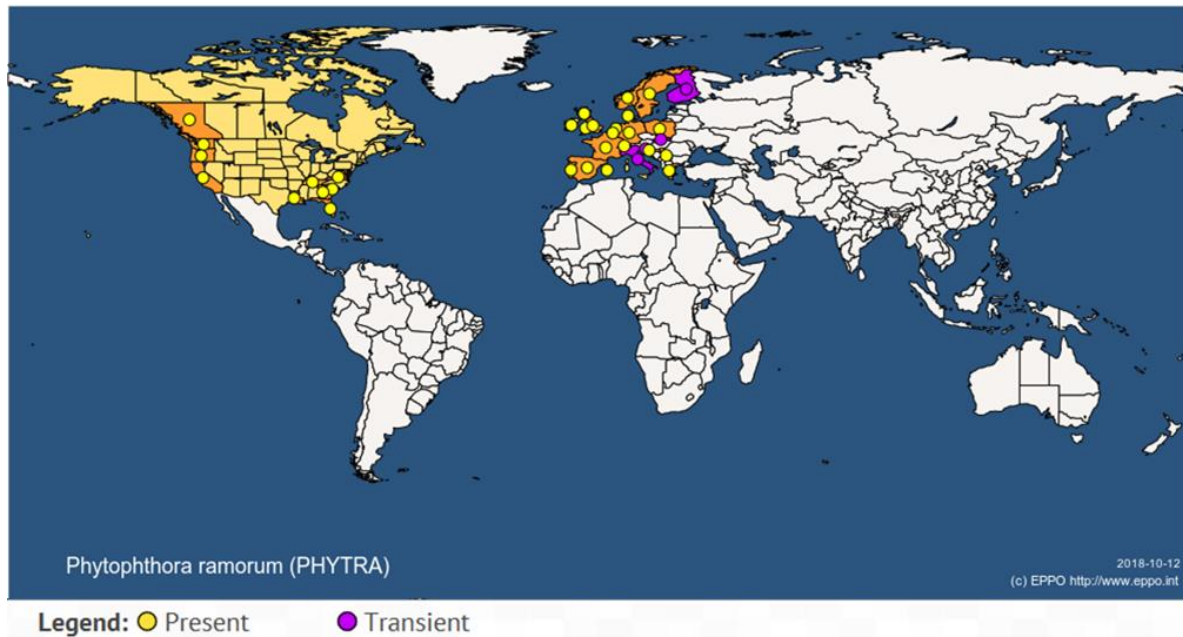 Phytophthora ramorum (PHYTRA)
2018-10-12
(c) EPPO http://www.eppo.int
Legend: Present Transient